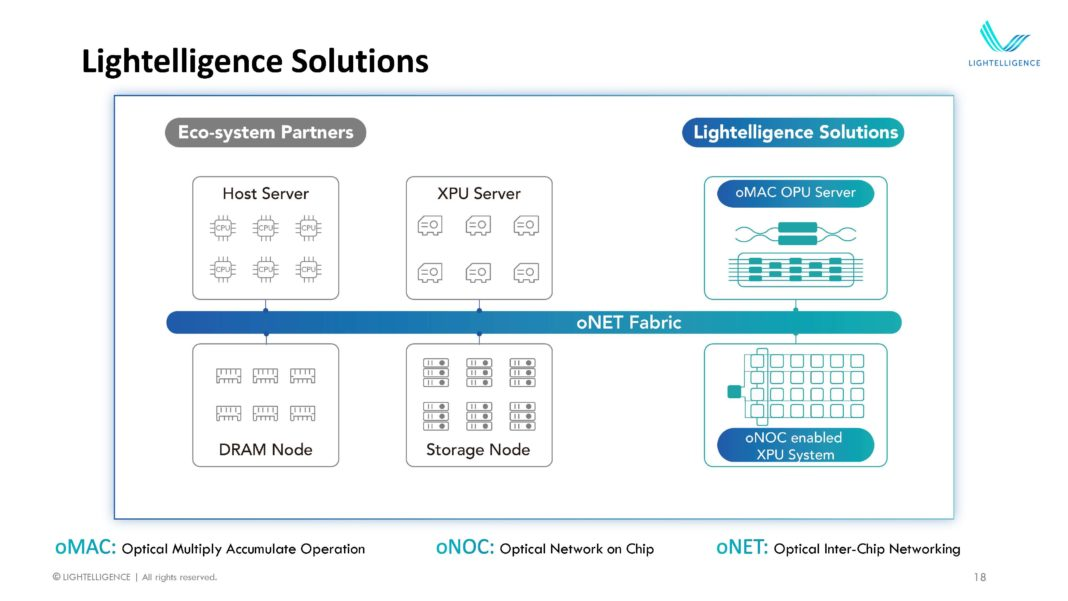 Lightelligence Solutions
LIGHTELLIGENCE
Eco-system Partners
Lightelligence Solutions
Host Server
CPU CPU CPU
CPU CPU CPU
XPU Server
oMAC OPU Server
oNET Fabric
DRAM Node
Storage Node
oNOC enabled
XPU System
oMAC: Optical Multiply Accumulate Operation
oNOC: Optical Network on Chip
oNET: Optical Inter-Chip Networking
© LIGHTELLIGENCE | All rights reserved.
18